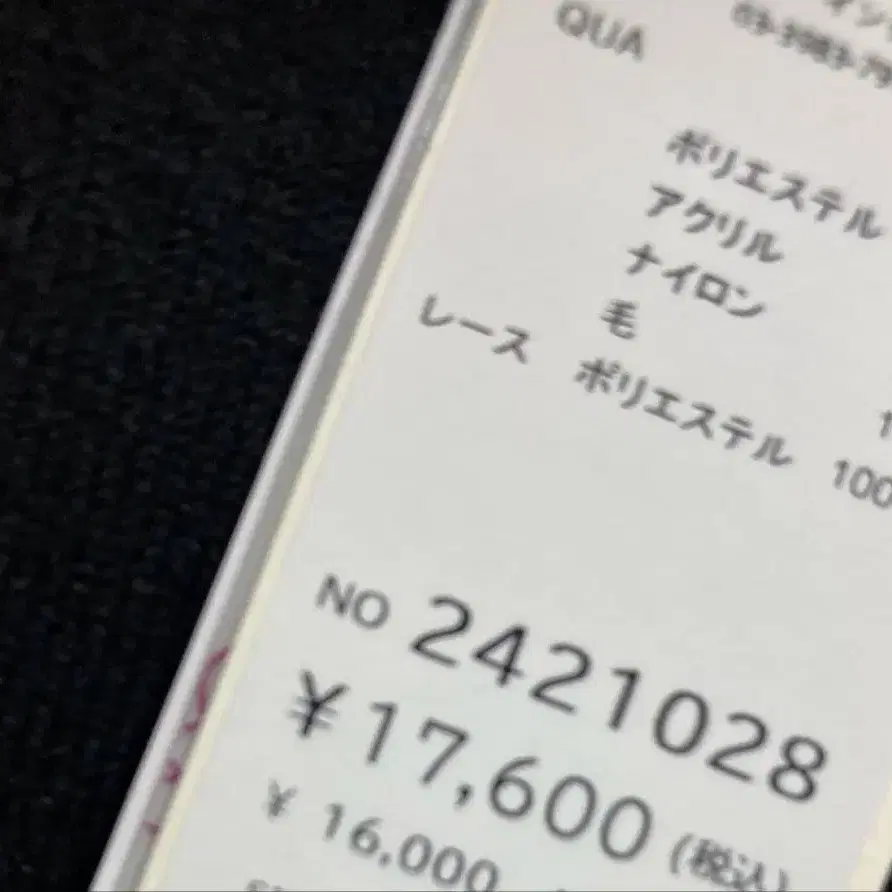 QUA
ポリエステル
アクリル
ナイロン
毛
レース ポリエステル 100
NO 2421028
¥17,600 (税込)
¥ 16,000